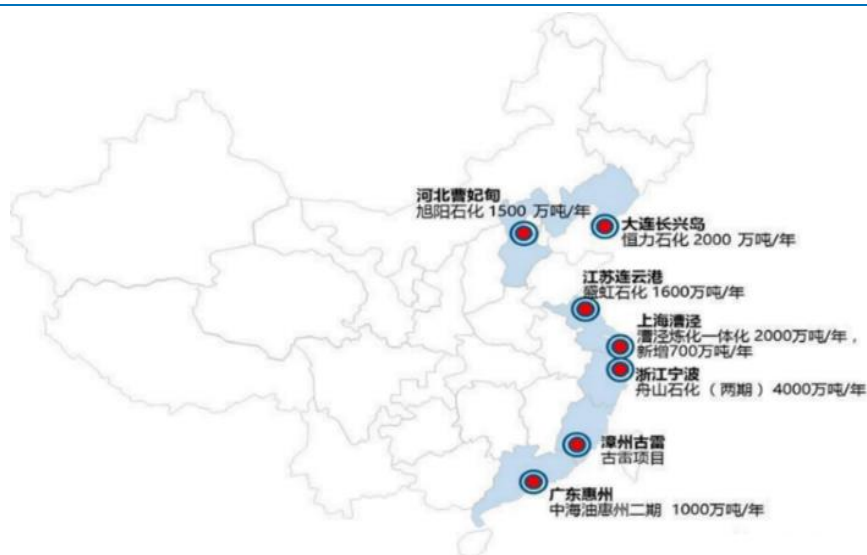 河北曹妃甸
旭阳石化 1500 万吨/年
大连长兴岛
恒力石化 2000 万吨/年
江苏连云港
盛虹石化 1600万吨/年
上海漕泾
漕泾炼化一体化 2000万吨/年，
新增700万吨/年
浙江宁波
舟山石化（两期）4000万吨/年
漳州古雷
古雷项目
广东惠州
中海油惠州二期 1000万吨/年